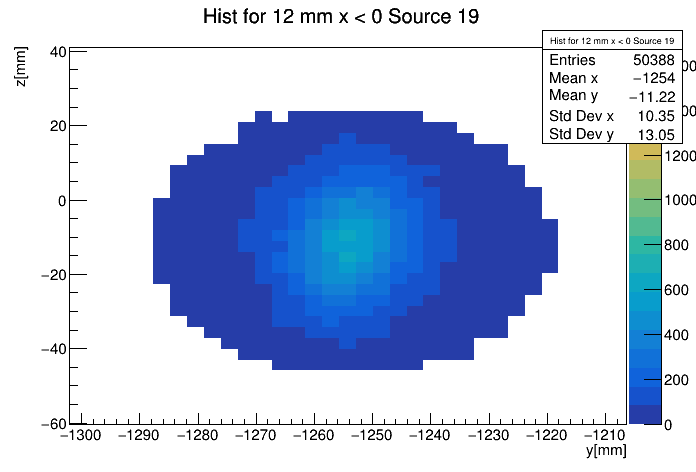 Hist for 12 mm x < 0 Source 19
Hist for 12 mm x < 0 Source 19
Entries 50388
Mean x −1254
Mean y −11.22
Std Dev x 10.35
Std Dev y 13.05
z[mm]
40
20
0
−20
−40
−60
−1300 −1290 −1280 −1270 −1260 −1250 −1240 −1230 −1220 −1210
y[mm]
1200
1000
800
600
400
200
0